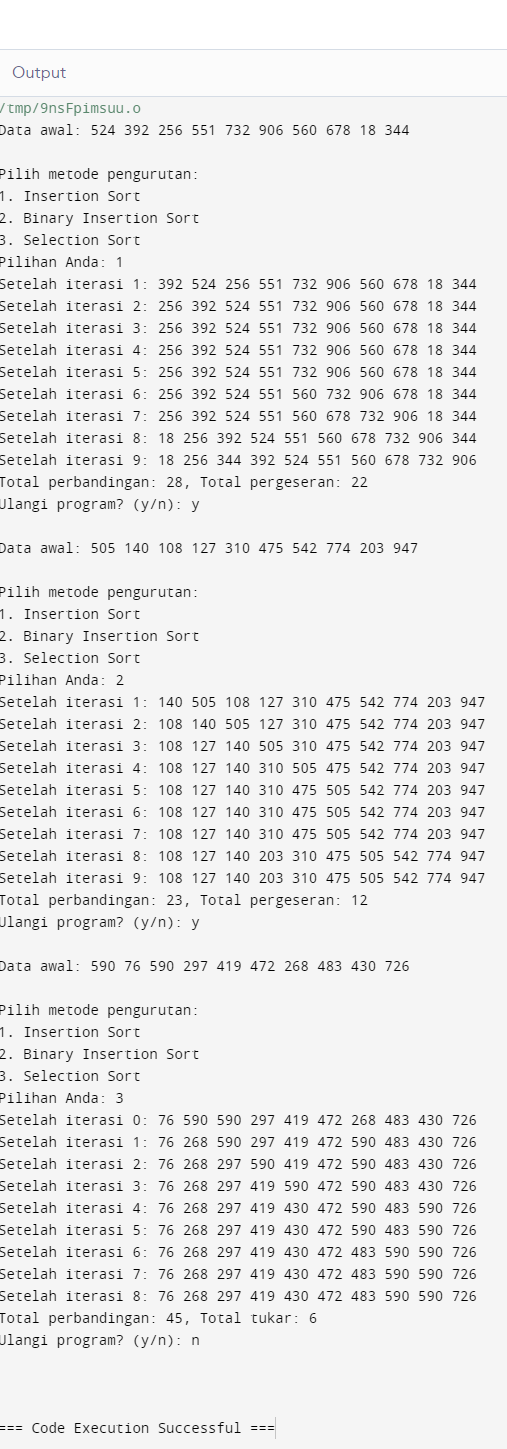 Output
/tmp/9nsFpimsuu.o
Data awal: 524 392 256 551 732 906 560 678 18 344
Pilih metode pengurutan:
1. Insertion Sort
2. Binary Insertion Sort
3. Selection Sort
Pilihan Anda: 1
Setelah iterasi 1: 392 524 256 551 732 906 560 678 18 344
Setelah iterasi 2: 256 392 524 551 732 906 560 678 18 344
Setelah iterasi 3: 256 392 524 551 732 906 560 678 18 344
Setelah iterasi 4: 256 392 524 551 732 906 560 678 18 344
Setelah iterasi 5: 256 392 524 551 732 906 560 678 18 344
Setelah iterasi 6: 256 392 524 551 560 732 906 678 18 344
Setelah iterasi 7: 256 392 524 551 560 678 732 906 18 344
Setelah iterasi 8: 18 256 392 524 551 560 678 732 906 344
Setelah iterasi 9: 18 256 344 392 524 551 560 678 732 906
Total perbandingan: 28, Total pergeseran: 22
Ulangi program? (y/n): y
Data awal: 505 140 108 127 310 475 542 774 203 947
Pilih metode pengurutan:
1. Insertion Sort
2. Binary Insertion Sort
3. Selection Sort
Pilihan Anda: 2
Setelah iterasi 1: 140 505 108 127 310 475 542 774 203 947
Setelah iterasi 2: 108 140 505 127 310 475 542 774 203 947
Setelah iterasi 3: 108 127 140 505 310 475 542 774 203 947
Setelah iterasi 4: 108 127 140 310 505 475 542 774 203 947
Setelah iterasi 5: 108 127 140 310 475 505 542 774 203 947
Setelah iterasi 6: 108 127 140 310 475 505 542 774 203 947
Setelah iterasi 7: 108 127 140 310 475 505 542 774 203 947
Setelah iterasi 8: 108 127 140 203 310 475 505 542 774 947
Setelah iterasi 9: 108 127 140 203 310 475 505 542 774 947
Total perbandingan: 23, Total pergeseran: 12
Ulangi program? (y/n): y
Data awal: 590 76 590 297 419 472 268 483 430 726
Pilih metode pengurutan:
1. Insertion Sort
2. Binary Insertion Sort
3. Selection Sort
Pilihan Anda: 3
Setelah iterasi 0: 76 590 590 297 419 472 268 483 430 726
Setelah iterasi 1: 76 268 590 297 419 472 590 483 430 726
Setelah iterasi 2: 76 268 297 590 419 472 590 483 430 726
Setelah iterasi 3: 76 268 297 419 590 472 590 483 430 726
Setelah iterasi 4: 76 268 297 419 430 472 590 483 590 726
Setelah iterasi 5: 76 268 297 419 430 472 590 483 590 726
Setelah iterasi 6: 76 268 297 419 430 472 483 590 590 726
Setelah iterasi 7: 76 268 297 419 430 472 483 590 590 726
Setelah iterasi 8: 76 268 297 419 430 472 483 590 590 726
Total perbandingan: 45, Total tukar: 6
Ulangi program? (y/n): n
=== Code Execution Successful ===